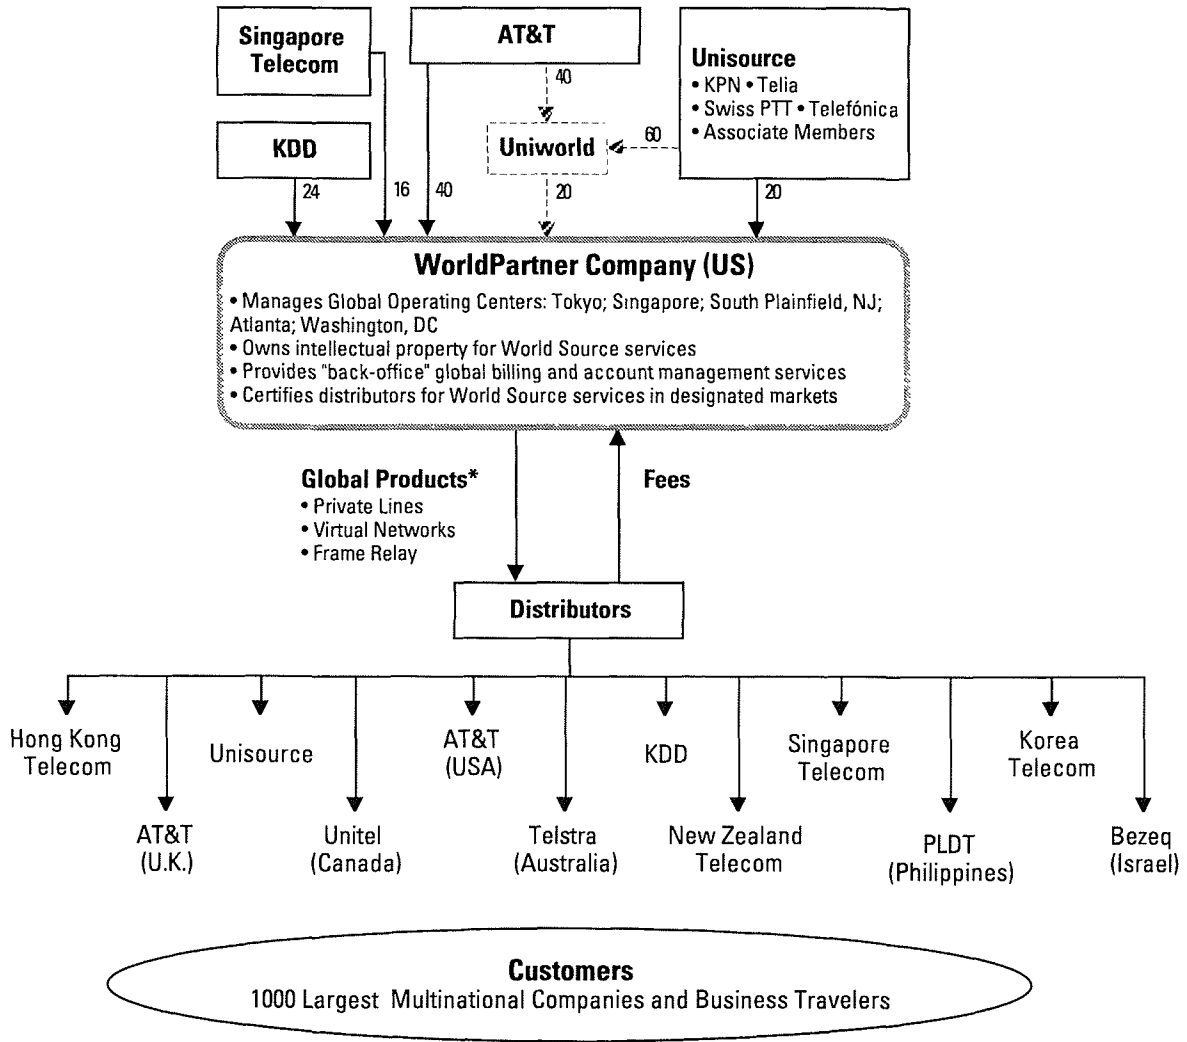 Singapore
Telecom
AT&T
Unisource
• KPN • Telia
• Swiss PTT • Telefónica
• Associate Members
40
KDD
Uniworld
60
24
16
40
20
20
WorldPartner Company (US)
• Manages Global Operating Centers: Tokyo; Singapore; South Plainfield, NJ;
Atlanta; Washington, DC
• Owns intellectual property for World Source services
• Provides "back-office" global billing and account management services
• Certifies distributors for World Source services in designated markets
Global Products*
• Private Lines
• Virtual Networks
• Frame Relay
Fees
Distributors
Hong Kong
Telecom
Unisource
AT&T
(USA)
KDD
Singapore
Telecom
Korea
Telecom
AT&T
(U.K.)
Unitel
(Canada)
Telstra
(Australia)
New Zealand
Telecom
PLDT
(Philippines)
Bezeq
(Israel)
Customers
1000 Largest Multinational Companies and Business Travelers